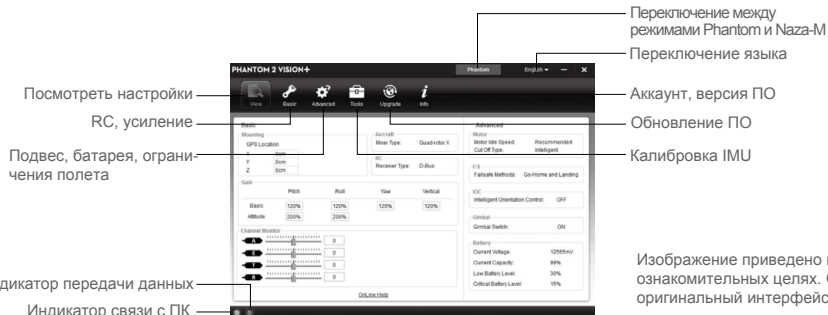 Переключение между
режимами Phantom и Naza-M
Переключение языка
Аккаунт, версия ПО
Обновление ПО
Калибровка IMU
Посмотреть настройки
RC, усиление
Подвес, батарея, ограни-
чения полета
PHANTOM 2 VISION+
Phantom
English
View
Basic
Advanced
Tools
Upgrade
Info
Basic
Mounting
GPS Location
X 0cm
Y 0cm
Z 0cm
Aircraft
Mixer Type: Quad-rotor X
RC
Receiver Type: D-Bus
Gain
Pitch Roll Yaw Vertical
Basic 120% 120% 120% 120%
Attitude 200% 200%
Channel Monitor
A 0
E 0
T 0
R 0
OnLine Help
Advanced
Motor
Motor Idle Speed: Recommended
Cut Off Type: Intelligent
F/S
Failsafe Methods: Go-Home and Landing
IOC
Intelligent Orientation Control: OFF
Gimbal
Gimbal Switch: ON
Battery
Current Voltage: 12565mV
Current Capacity: 99%
Low Battery Level: 30%
Critical Battery Level: 15%
дикатор передачи данных
Индикатор связи с ПК
Изображение приведено
ознакомительных целях.
оригинальный интерфейс